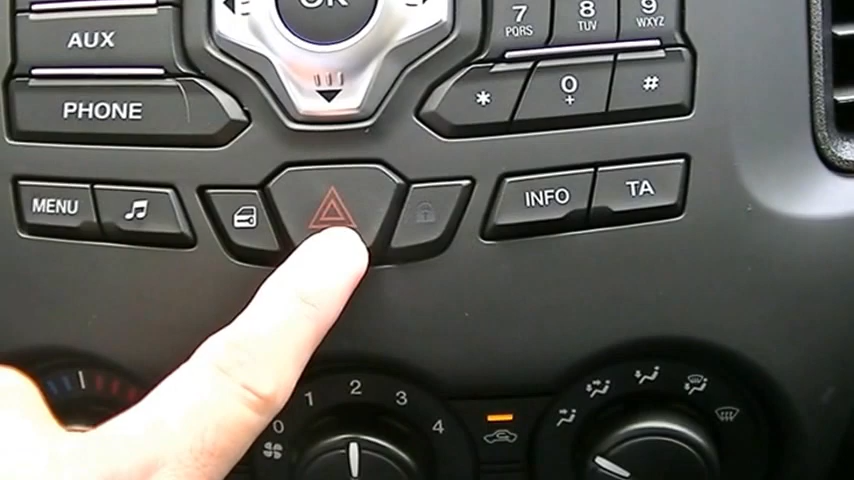 OK
7 PQRS
8 TUV
9 WXYZ
AUX
PHONE
*
0 +
#
MENU
INFO
TA
0 1 2 3 4